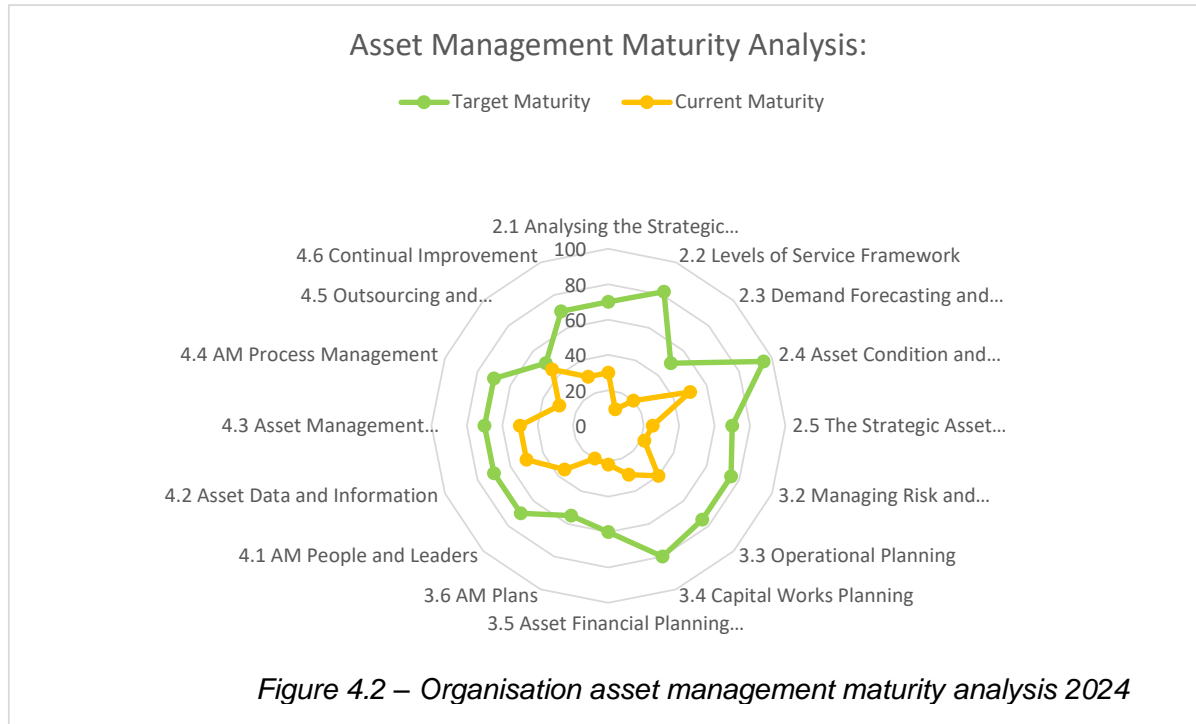 Asset Management Maturity Analysis:
Target Maturity
Current Maturity
2.1 Analysing the Strategic...
2.2 Levels of Service Framework
2.3 Demand Forecasting and...
2.4 Asset Condition and...
2.5 The Strategic Asset...
3.2 Managing Risk and...
3.3 Operational Planning
3.4 Capital Works Planning
3.5 Asset Financial Planning...
3.6 AM Plans
4.1 AM People and Leaders
4.2 Asset Data and Information
4.3 Asset Management...
4.4 AM Process Management
4.5 Outsourcing and...
4.6 Continual Improvement
100
80
60
40
20
0
Figure 4.2 – Organisation asset management maturity analysis 2024